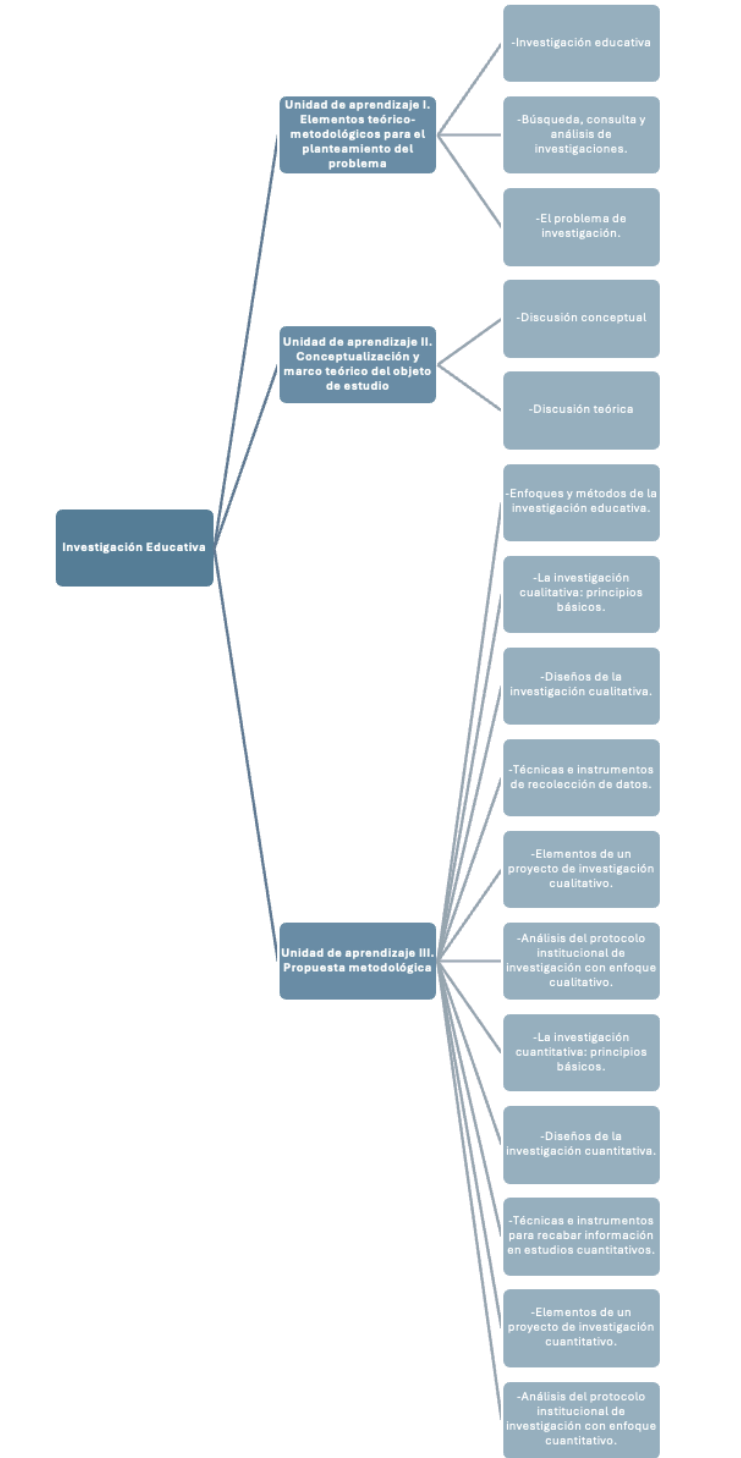 -Investigación educativa
Unidad de aprendizaje I.
Elementos teórico-
metodológicos para el
planteamiento del
problema
-Búsqueda, consulta y
análisis de
investigaciones.
-El problema de
investigación.
-Discusión conceptual
Unidad de aprendizaje II.
Conceptualización y
marco teórico del objeto
de estudio
-Discusión teórica
-Enfoques y métodos de la
investigación educativa.
Investigación Educativa
-La investigación
cualitativa: principios
básicos.
-Diseños de la
investigación cualitativa.
-Técnicas e instrumentos
de recolección de datos.
-Elementos de un
proyecto de investigación
cualitativo.
Unidad de aprendizaje III.
Propuesta metodológica
-Análisis del protocolo
institucional de
investigación con enfoque
cualitativo.
-La investigación
cuantitativa: principios
básicos.
-Diseños de la
investigación cuantitativa.
-Técnicas e instrumentos
para recabar información
en estudios cuantitativos.
-Elementos de un
proyecto de investigación
cuantitativo.
-Análisis del protocolo
institucional de
investigación con enfoque
cuantitativo.